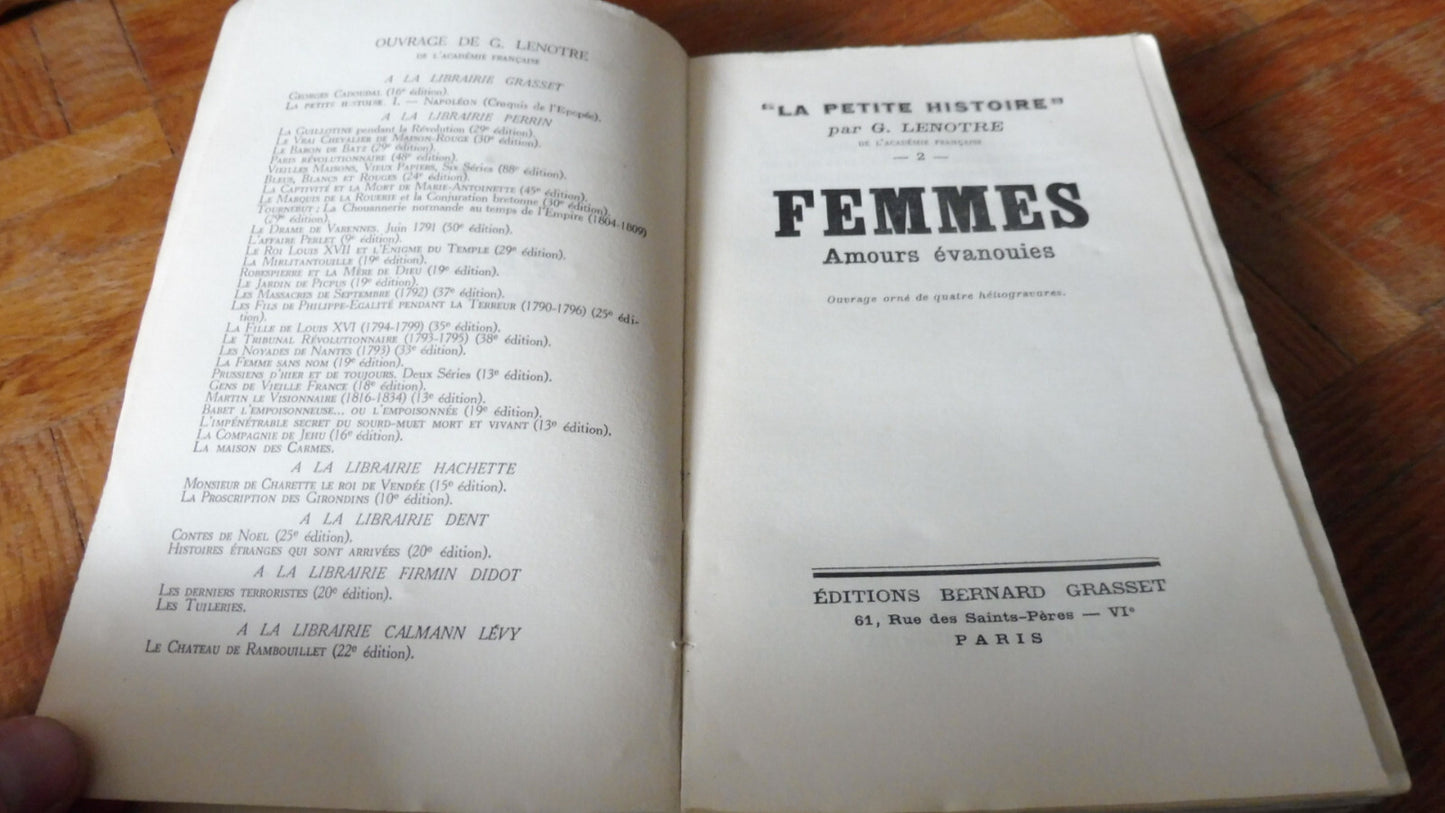 OUVRAGE DE G. LENOTRE
DE L'ACADÉMIE FRANÇAISE
A LA LIBRAIRIE GRASSET
GEORGES CADOUDAL (16e édition).
LA PETITE HISTOIRE. I. — NAPOLÉON (Croquis de l'Epopée).
A LA LIBRAIRIE PERRIN
LA GUILLOTINE pendant la Révolution (29e édition).
LE VRAI CHEVALIER DE MAISON-ROUGE (30e édition).
LE BARON DE BATZ (29e édition).
PARIS RÉVOLUTIONNAIRE (48e édition).
VIEILLES MAISONS, VIEUX PAPIERS, SIX SÉRIES (88e édition).
BLEUS, BLANCS ET ROUGES (24e édition).
LA CAPTIVITÉ ET LA MORT DE MARIE-ANTOINETTE (45e édition).
LE MARQUIS DE LA ROUERIE et la Conjuration bretonne (30e édition).
TOURNEBUT : La Chouannerie normande au temps de l'Empire (1804-1809)
(29e édition).
LE DRAME DE VARENNES. Juin 1791 (50e édition).
L'AFFAIRE PERLET (9e édition).
LE ROI LOUIS XVII ET L'ENIGME DU TEMPLE (29e édition).
LA MIRLITANTOUILLE (19e édition).
ROBESPIERRE ET LA MÈRE DE DIEU (19e édition).
LE JARDIN DE PICPUS (19e édition).
LES MASSACRES DE SEPTEMBRE (1792) (37e édition).
LES FILS DE PHILIPPE-EGALITÉ PENDANT LA TERREUR (1790-1796) (25e édi-
tion).
LA FILLE DE LOUIS XVI (1794-1799) (35e édition).
LE TRIBUNAL RÉVOLUTIONNAIRE (1793-1795) (38e édition).
LES NOYADES DE NANTES (1793) (33e édition).
LA FEMME SANS NOM (19e édition).
PRUSSIENS D'HIER ET DE TOUJOURS. Deux Séries (13e édition).
GENS DE VIEILLE FRANCE (18e édition).
MARTIN LE VISIONNAIRE (1816-1834) (13e édition).
BABET L'EMPOISONNEUSE... OU L'EMPOISONNÉE (19e édition).
L'IMPÉNÉTRABLE SECRET DU SOURD-MUET MORT ET VIVANT (13e édition).
LA COMPAGNIE DE JEHU (16e édition).
LA MAISON DES CARMES.
A LA LIBRAIRIE HACHETTE
MONSIEUR DE CHARETTE LE ROI DE VENDÉE (15e édition).
LA PROSCRIPTION DES GIRONDINS (10e édition).
A LA LIBRAIRIE DENT
CONTES DE NOEL (25e édition).
HISTOIRES ÉTRANGES QUI SONT ARRIVÉES (20e édition).
A LA LIBRAIRIE FIRMIN DIDOT
LES DERNIERS TERRORISTES (20e édition).
LES TUILERIES.
A LA LIBRAIRIE CALMANN LÉVY
LE CHATEAU DE RAMBOUILLET (22e édition).
"LA PETITE HISTOIRE"
par G. LENOTRE
DE L'ACADÉMIE FRANÇAISE
— 2 —
FEMMES
Amours évanouies
Ouvrage orné de quatre héliogravures.
ÉDITIONS BERNARD GRASSET
61, Rue des Saints-Pères — VIe
PARIS